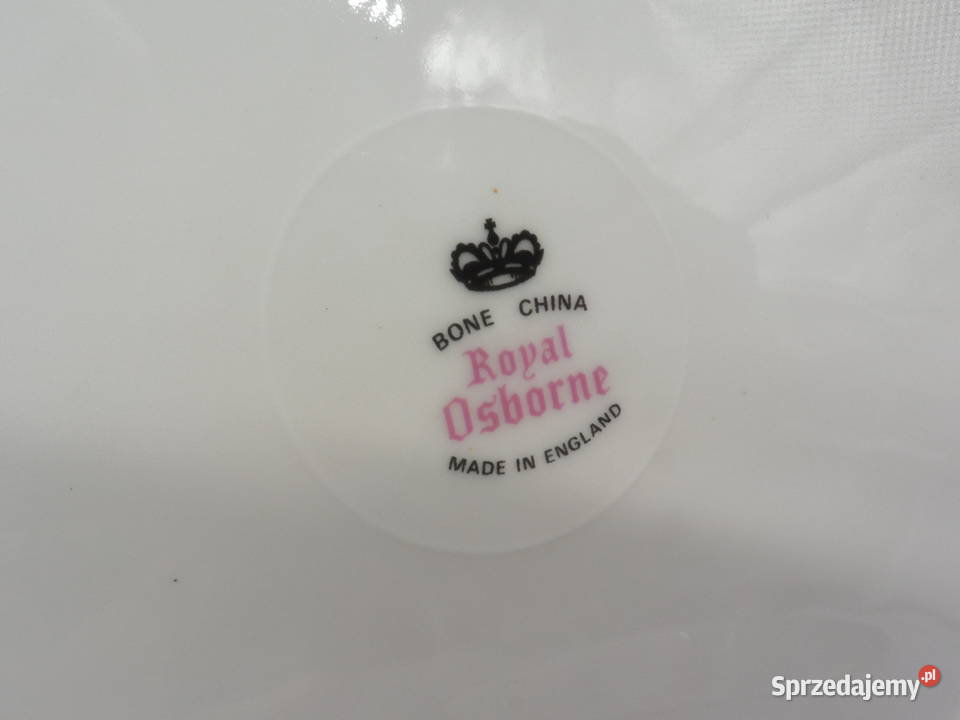 BONE CHINA
Royal
Osborne
MADE IN ENGLAND
Sprzedajemy.pl